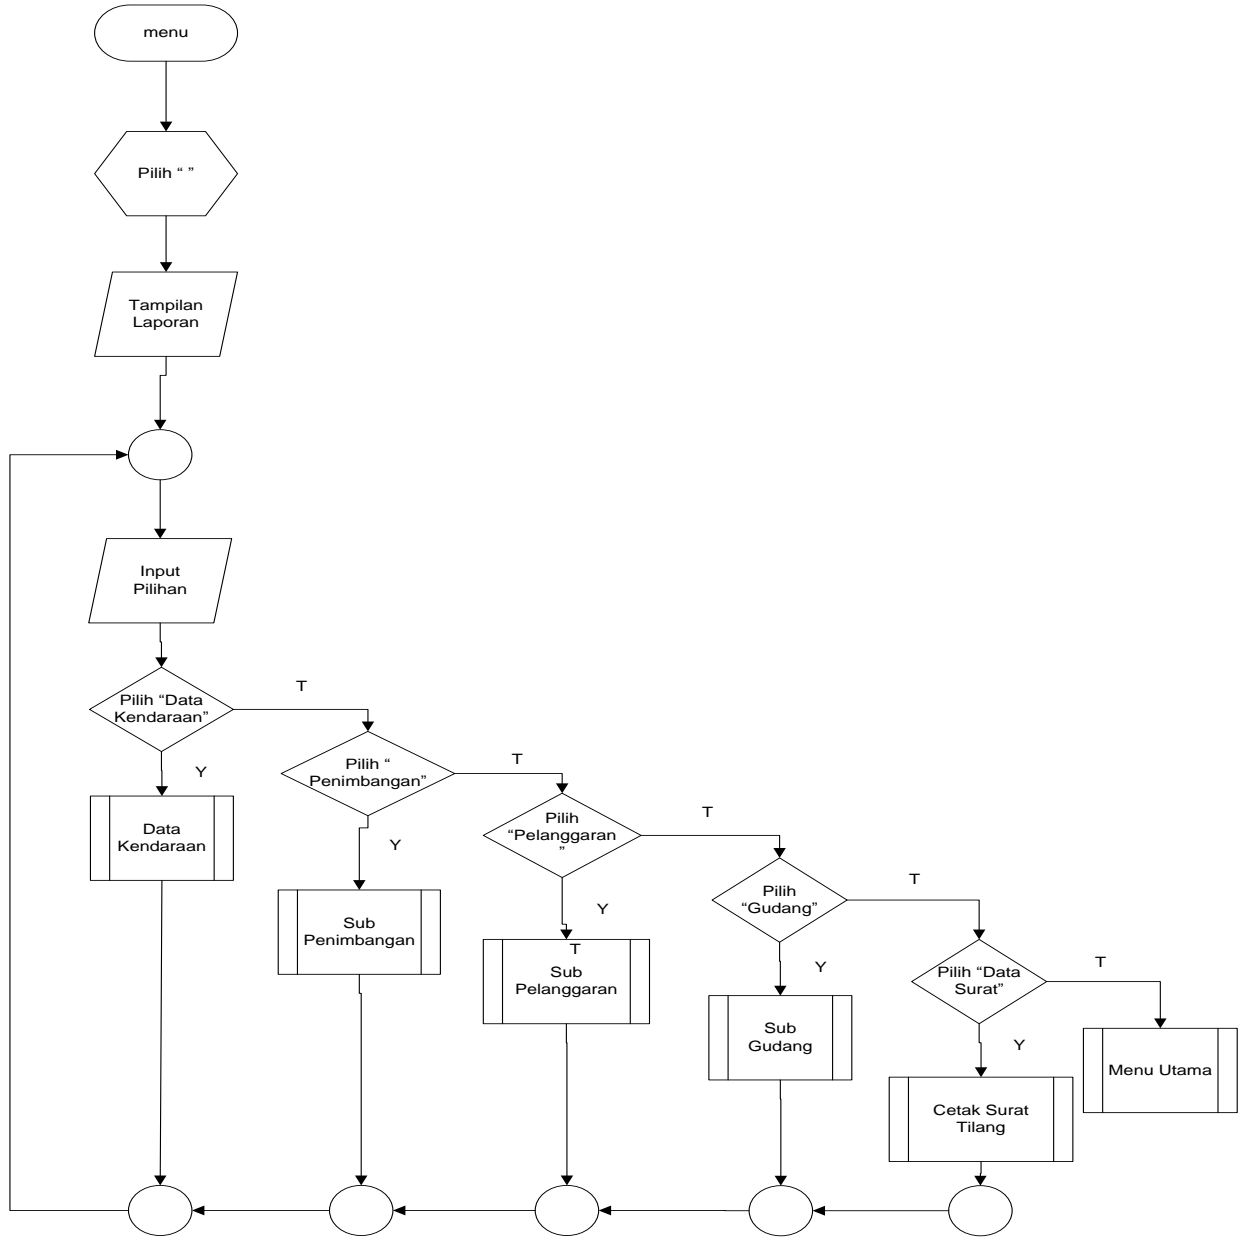 menu
Pilih “ ”
Tampilan
Laporan
Input
Pilihan
Pilih “Data
Kendaraan”
T
Y
Data
Kendaraan
Pilih “
Penimbangan”
T
Y
Sub
Penimbangan
Pilih
“Pelanggaran
”
T
Y
T
Sub
Pelanggaran
Pilih
“Gudang”
T
Y
Sub
Gudang
Pilih “Data
Surat”
T
Y
Cetak Surat
Tilang
Menu Utama